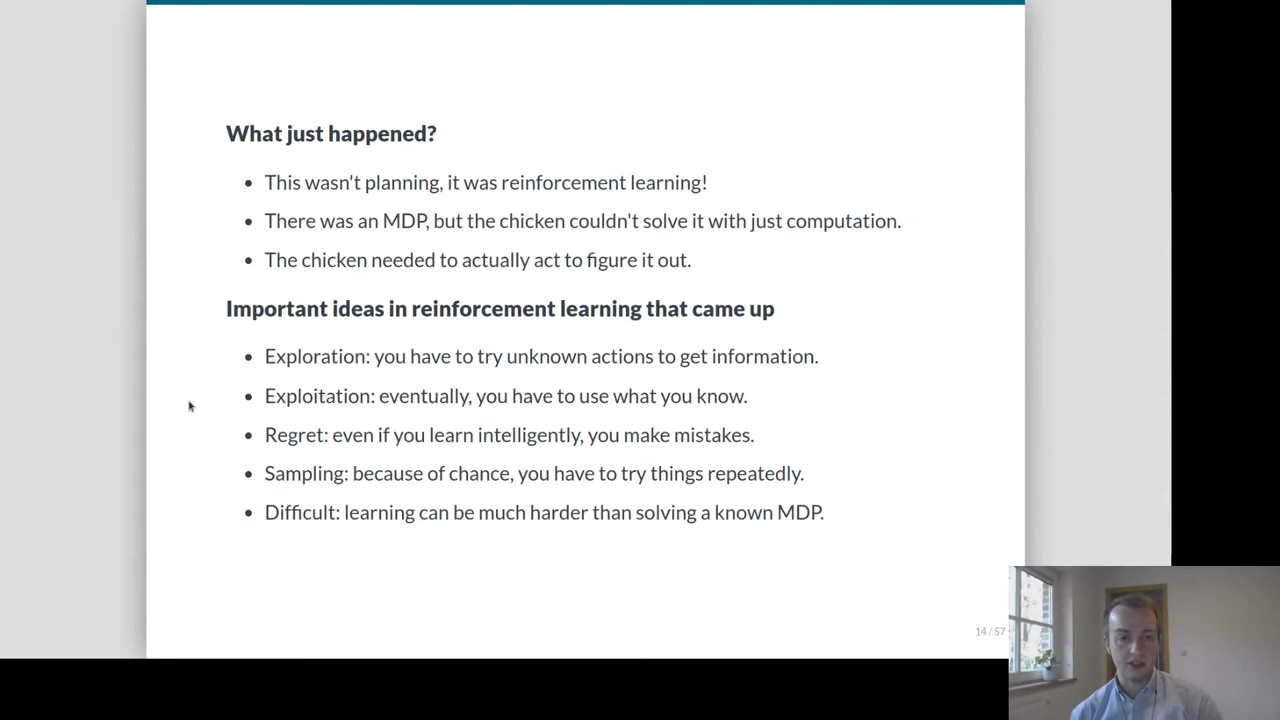 What just happened?
This wasn't planning, it was reinforcement learning!
There was an MDP, but the chicken couldn't solve it with just computation.
The chicken needed to actually act to figure it out.
Important ideas in reinforcement learning that came up
Exploration: you have to try unknown actions to get information.
Exploitation: eventually, you have to use what you know.
Regret: even if you learn intelligently, you make mistakes.
Sampling: because of chance, you have to try things repeatedly.
Difficult: learning can be much harder than solving a known MDP.
14 / 57